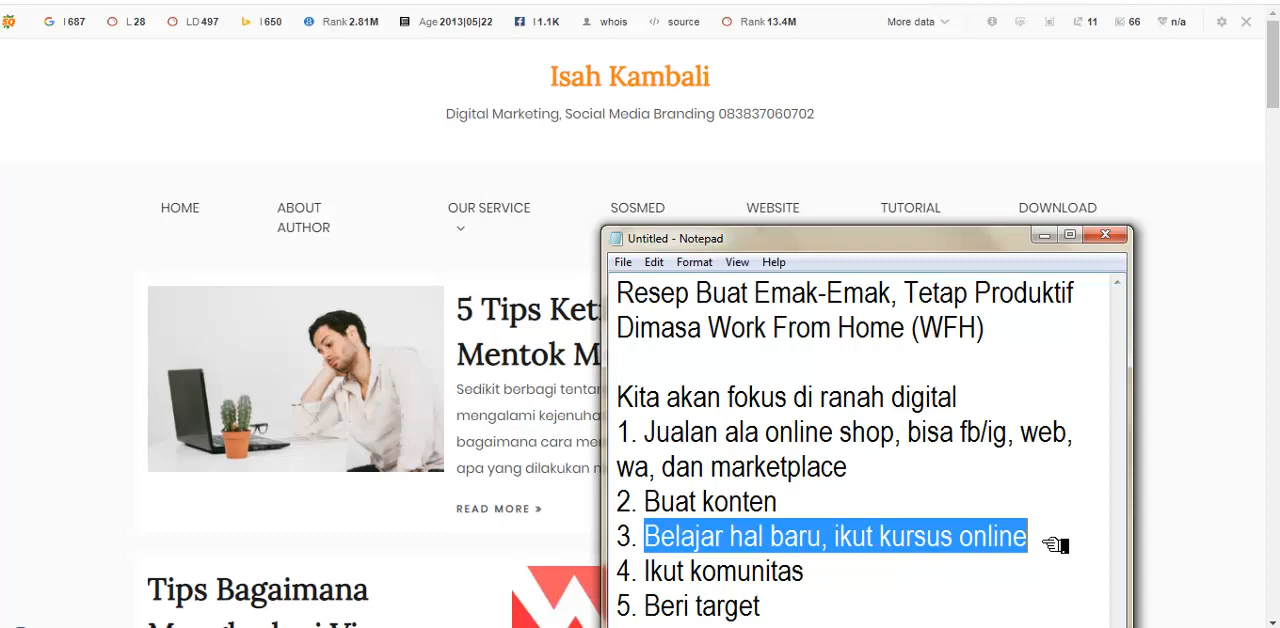 I 687 L 28 LD 497 I 650 Rank 2.81M Age 2013|05|22 I 1.1K whois source Rank 13.4M More data 11 66 n/a
Isah Kambali
Digital Marketing, Social Media Branding 083837060702
HOME ABOUT AUTHOR OUR SERVICE SOSMED WEBSITE TUTORIAL DOWNLOAD
5 Tips
Mentok
Sedikit berbagi
mengalami
bagaimana cara
apa yang dilakukan
READ MORE »
Tips Bagaimana
Untitled - Notepad
File Edit Format View Help
Resep Buat Emak-Emak, Tetap Produktif
Dimasa Work From Home (WFH)
Kita akan fokus di ranah digital
1. Jualan ala online shop, bisa fb/ig, web,
wa, dan marketplace
2. Buat konten
3. Belajar hal baru, ikut kursus online
4. Ikut komunitas
5. Beri target